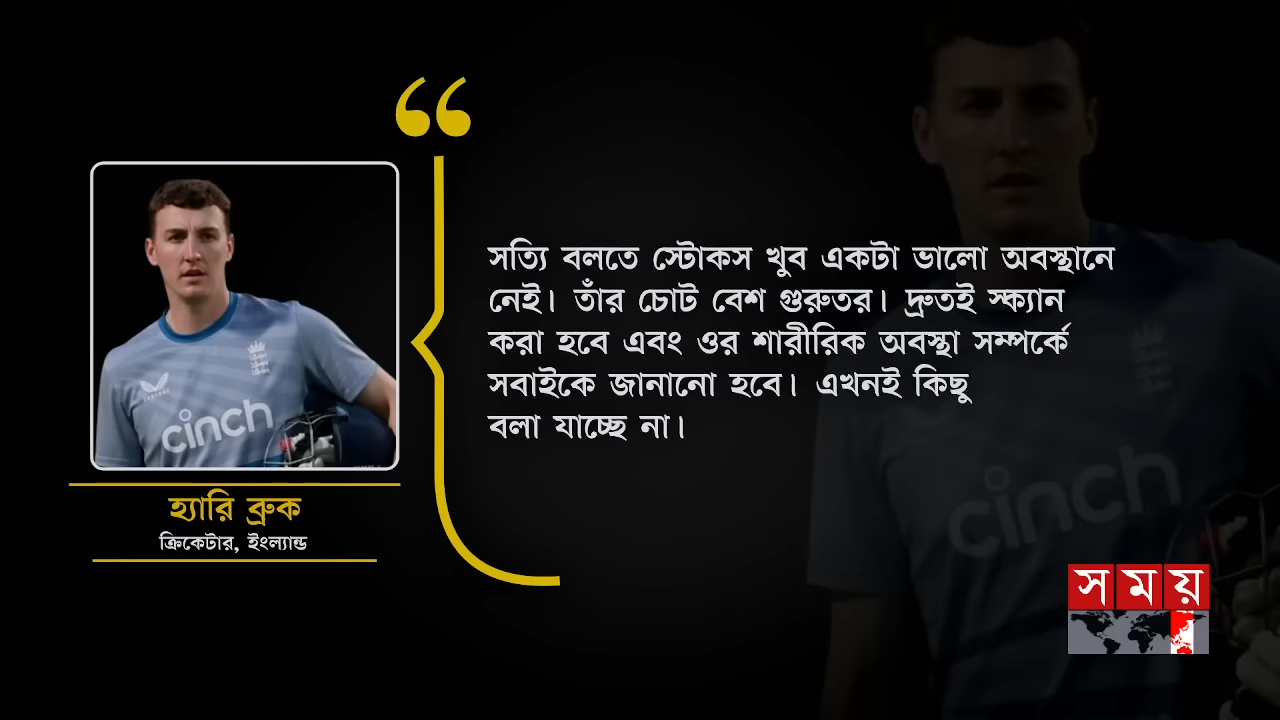 সত্যি বলতে স্টোকস খুব একটা ভালো অবস্থানে
নেই। তাঁর চোট বেশ গুরুতর। দ্রুতই স্ক্যান
করা হবে এবং ওর শারীরিক অবস্থা সম্পর্কে
সবাইকে জানানো হবে। এখনই কিছু
বলা যাচ্ছে না।
cinch
হ্যারি ব্রুক
ক্রিকেটার, ইংল্যান্ড
cinch
সময়